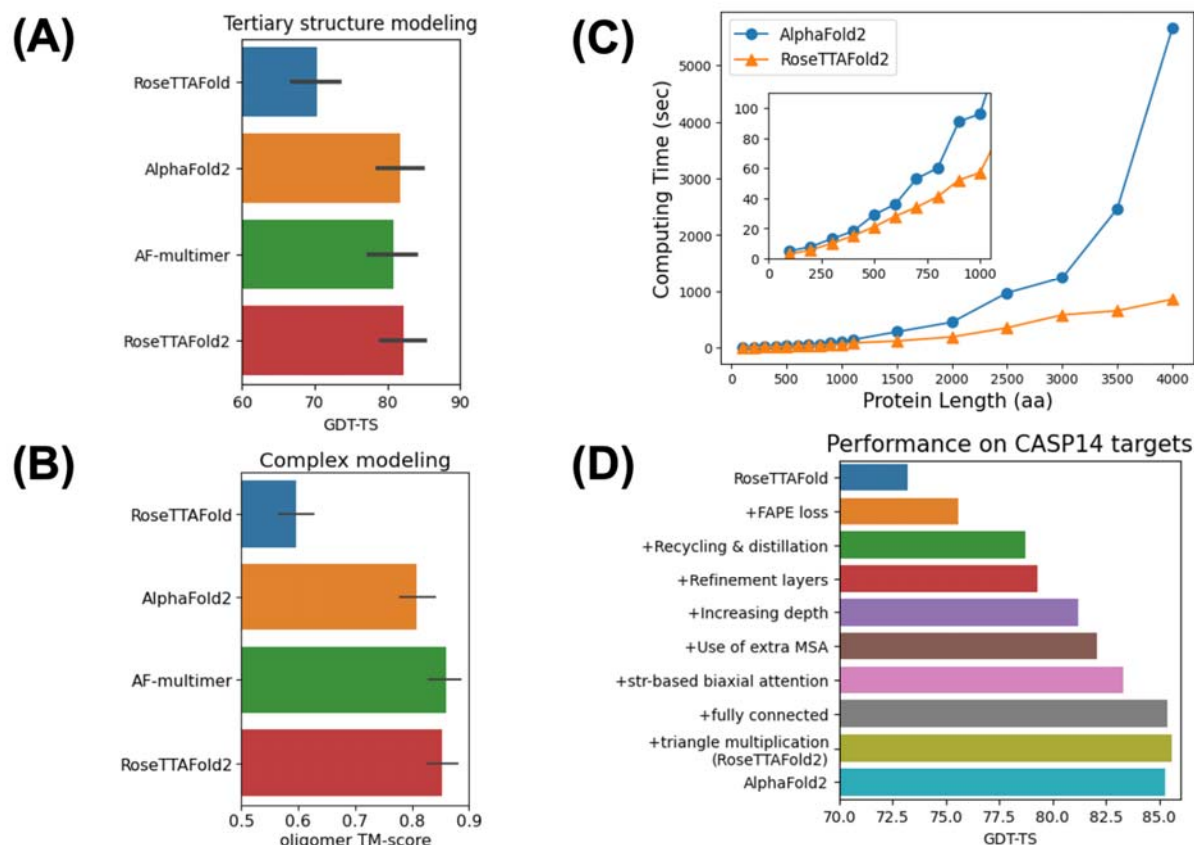 (A)
Tertiary structure modeling
RoseTTAFold
AlphaFold2
AF-multimer
RoseTTAFold2
60 70 80 90
GDT-TS
(B)
Complex modeling
RoseTTAFold
AlphaFold2
AF-multimer
RoseTTAFold2
0.5 0.6 0.7 0.8 0.9
oligomer TM-score
(C)
AlphaFold2
RoseTTAFold2
Computing Time (sec)
5000
4000
3000
2000
1000
0
100
80
60
40
20
0
0 250 500 750 1000
0 500 1000 1500 2000 2500 3000 3500 4000
Protein Length (aa)
(D)
Performance on CASP14 targets
RoseTTAFold
+FAPE loss
+Recycling & distillation
+Refinement layers
+Increasing depth
+Use of extra MSA
+str-based biaxial attention
+fully connected
+triangle multiplication
(RoseTTAFold2)
AlphaFold2
70.0 72.5 75.0 77.5 80.0 82.5 85.0
GDT-TS